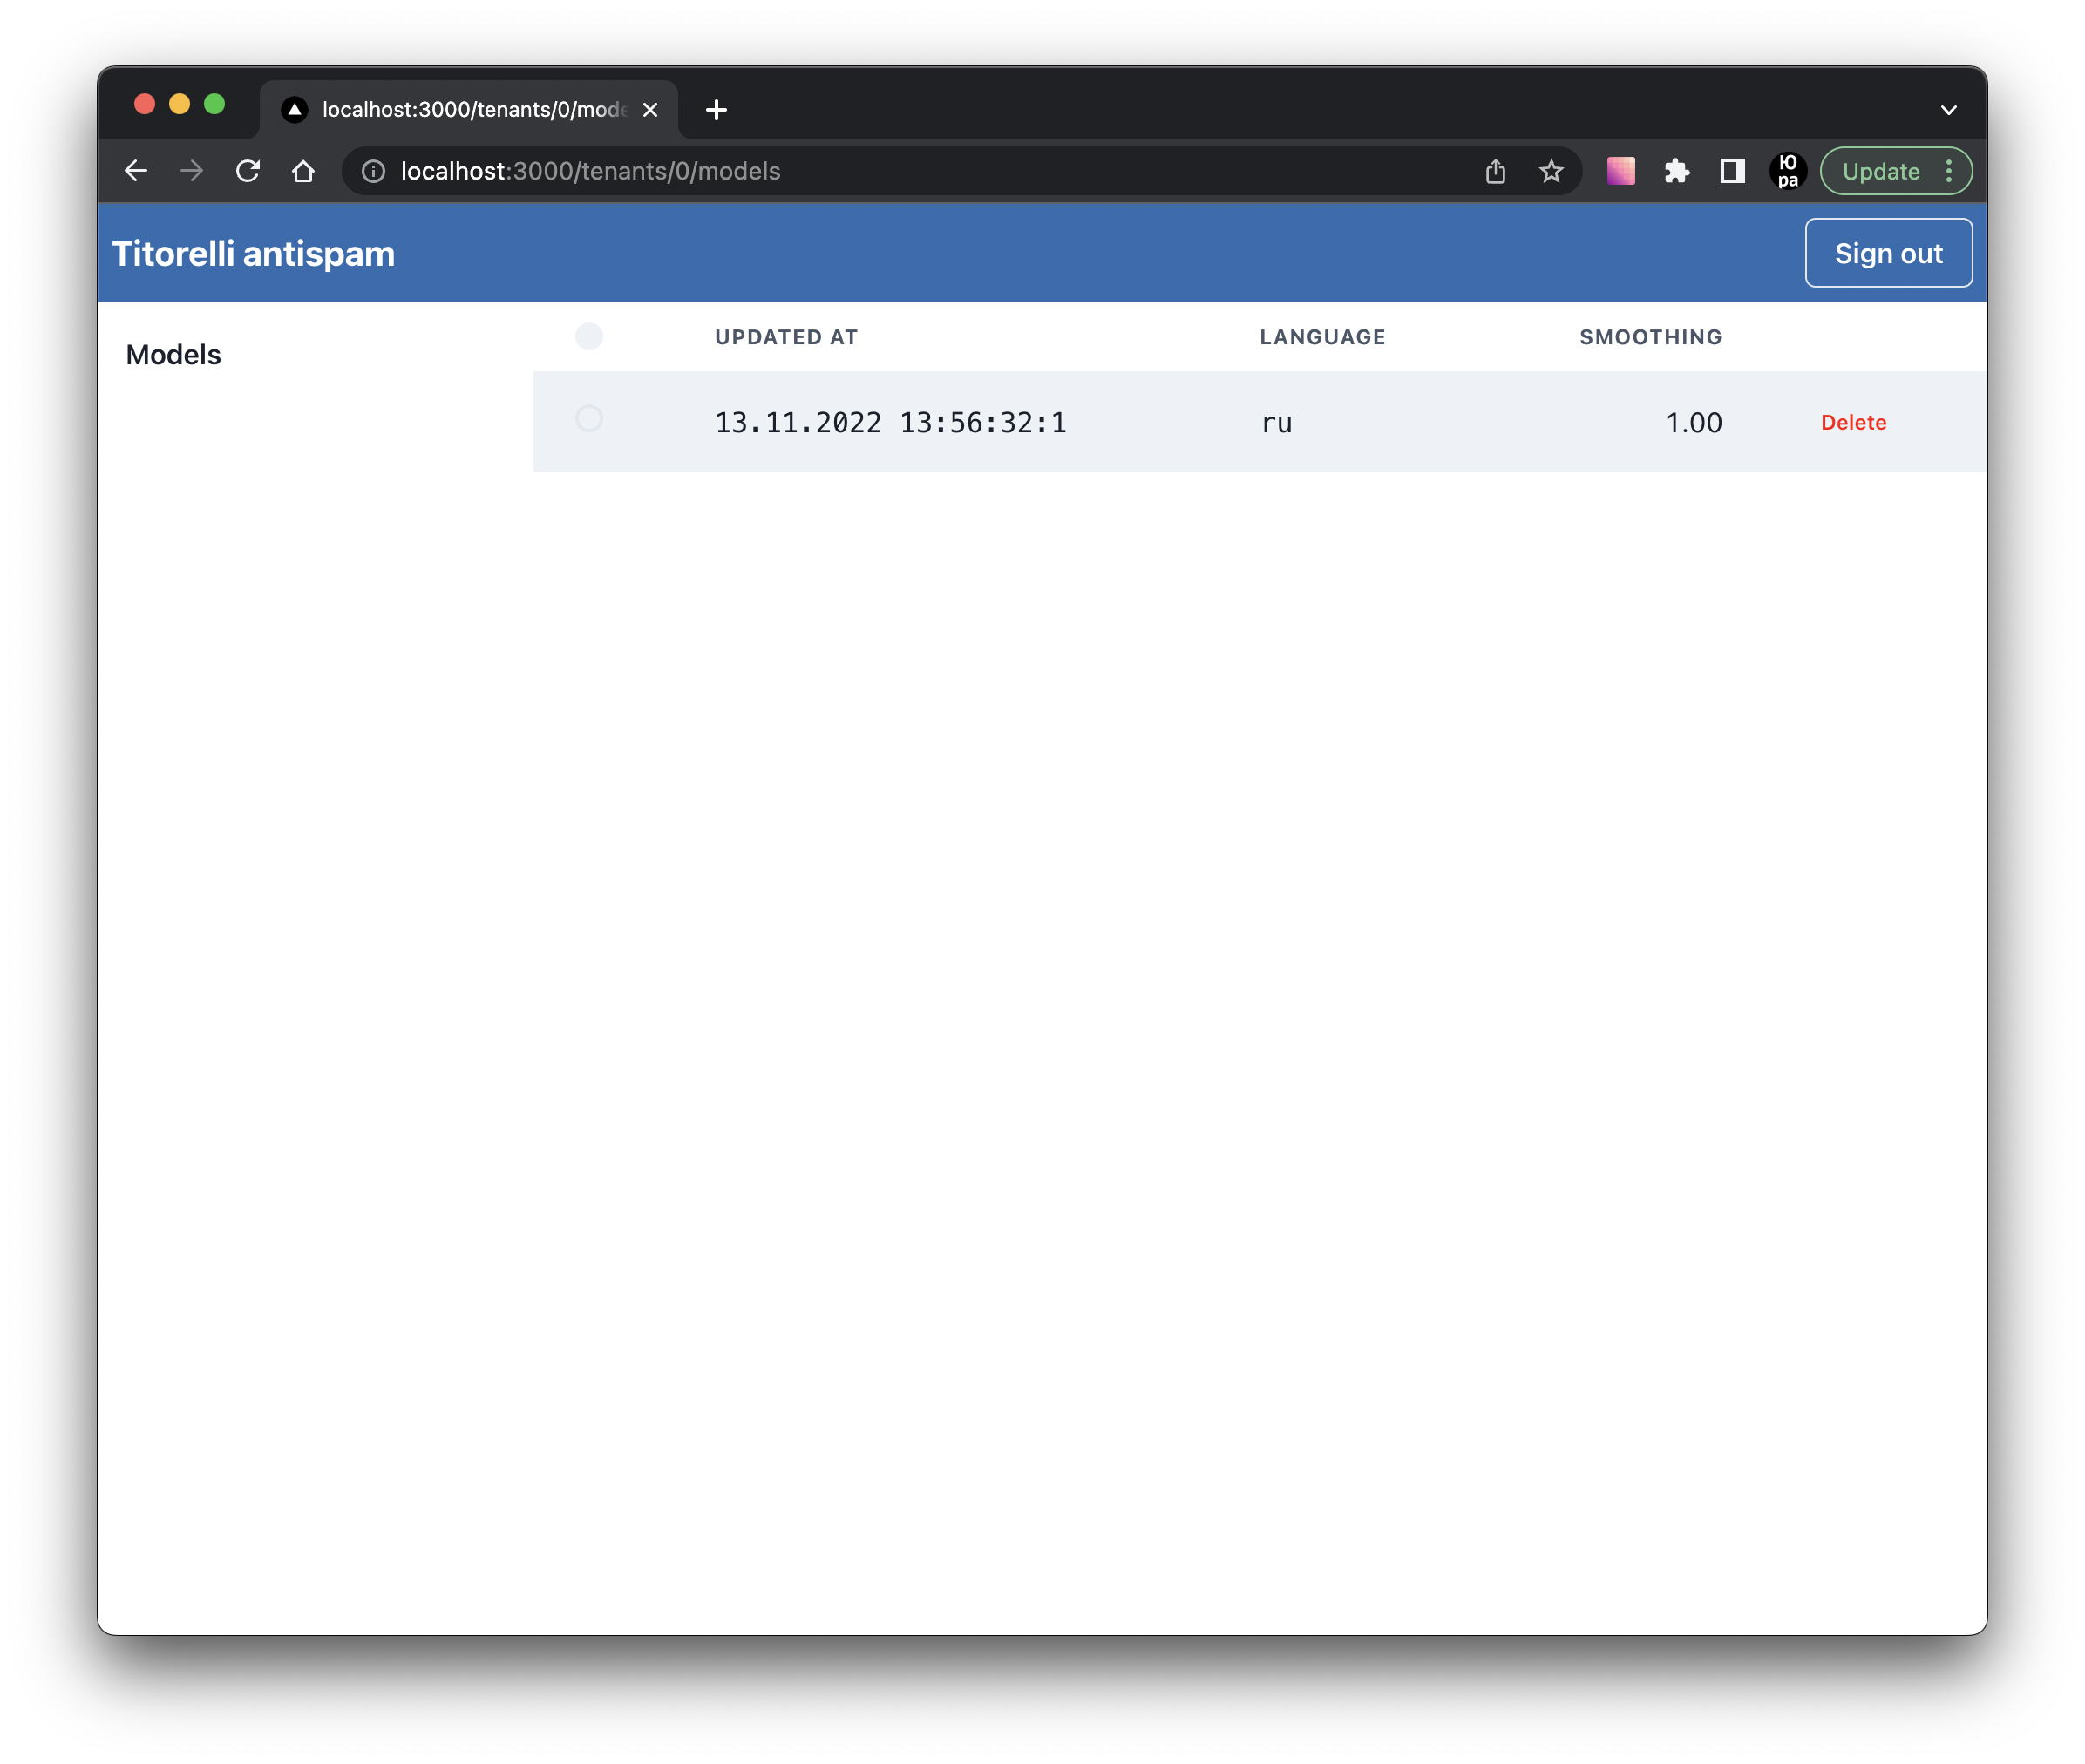 localhost:3000/tenants/0/mode
localhost:3000/tenants/0/models
Ю
ра
Update
Titorelli antispam
Sign out
Models
UPDATED AT LANGUAGE SMOOTHING
13.11.2022 13:56:32:1 ru 1.00 Delete